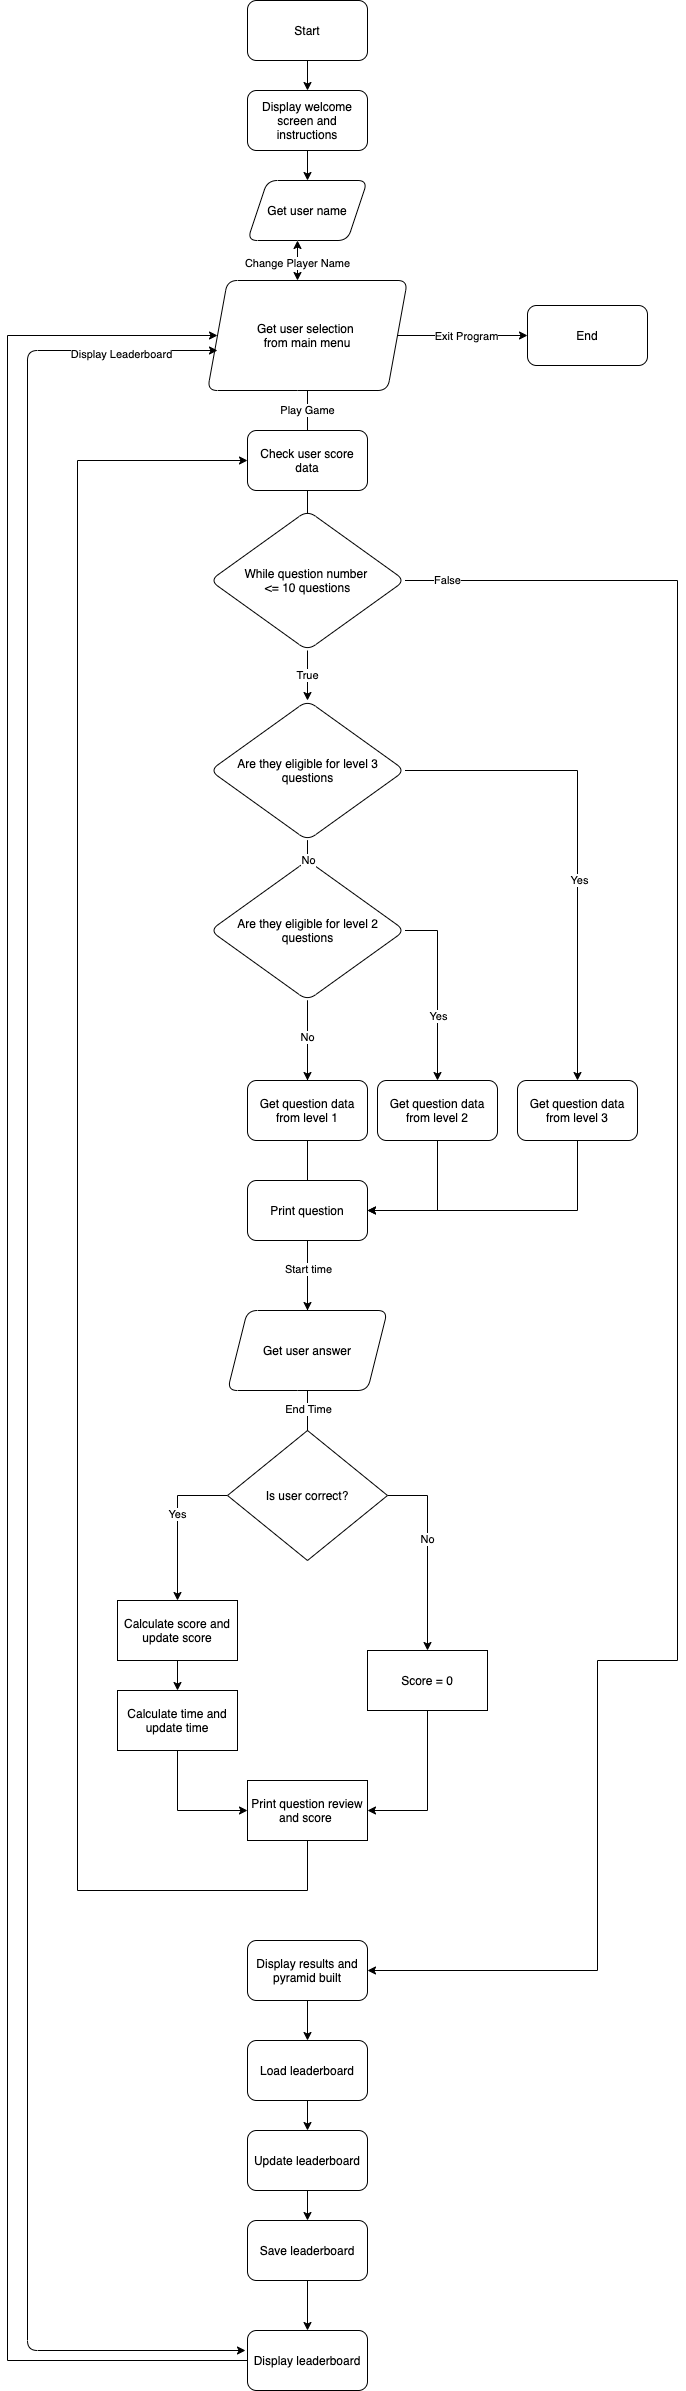 Start
Display welcome
screen and
instructions
Get user name
Change Player Name
Get user selection
from main menu
Exit Program
End
Display Leaderboard
Play Game
Check user score
data
While question number
<= 10 questions
False
True
Are they eligible for level 3
questions
No
Yes
Are they eligible for level 2
questions
Yes
No
Get question data
from level 1
Get question data
from level 2
Get question data
from level 3
Print question
Start time
Get user answer
End Time
Is user correct?
Yes
No
Calculate score and
update score
Score = 0
Calculate time and
update time
Print question review
and score
Display results and
pyramid built
Load leaderboard
Update leaderboard
Save leaderboard
Display leaderboard